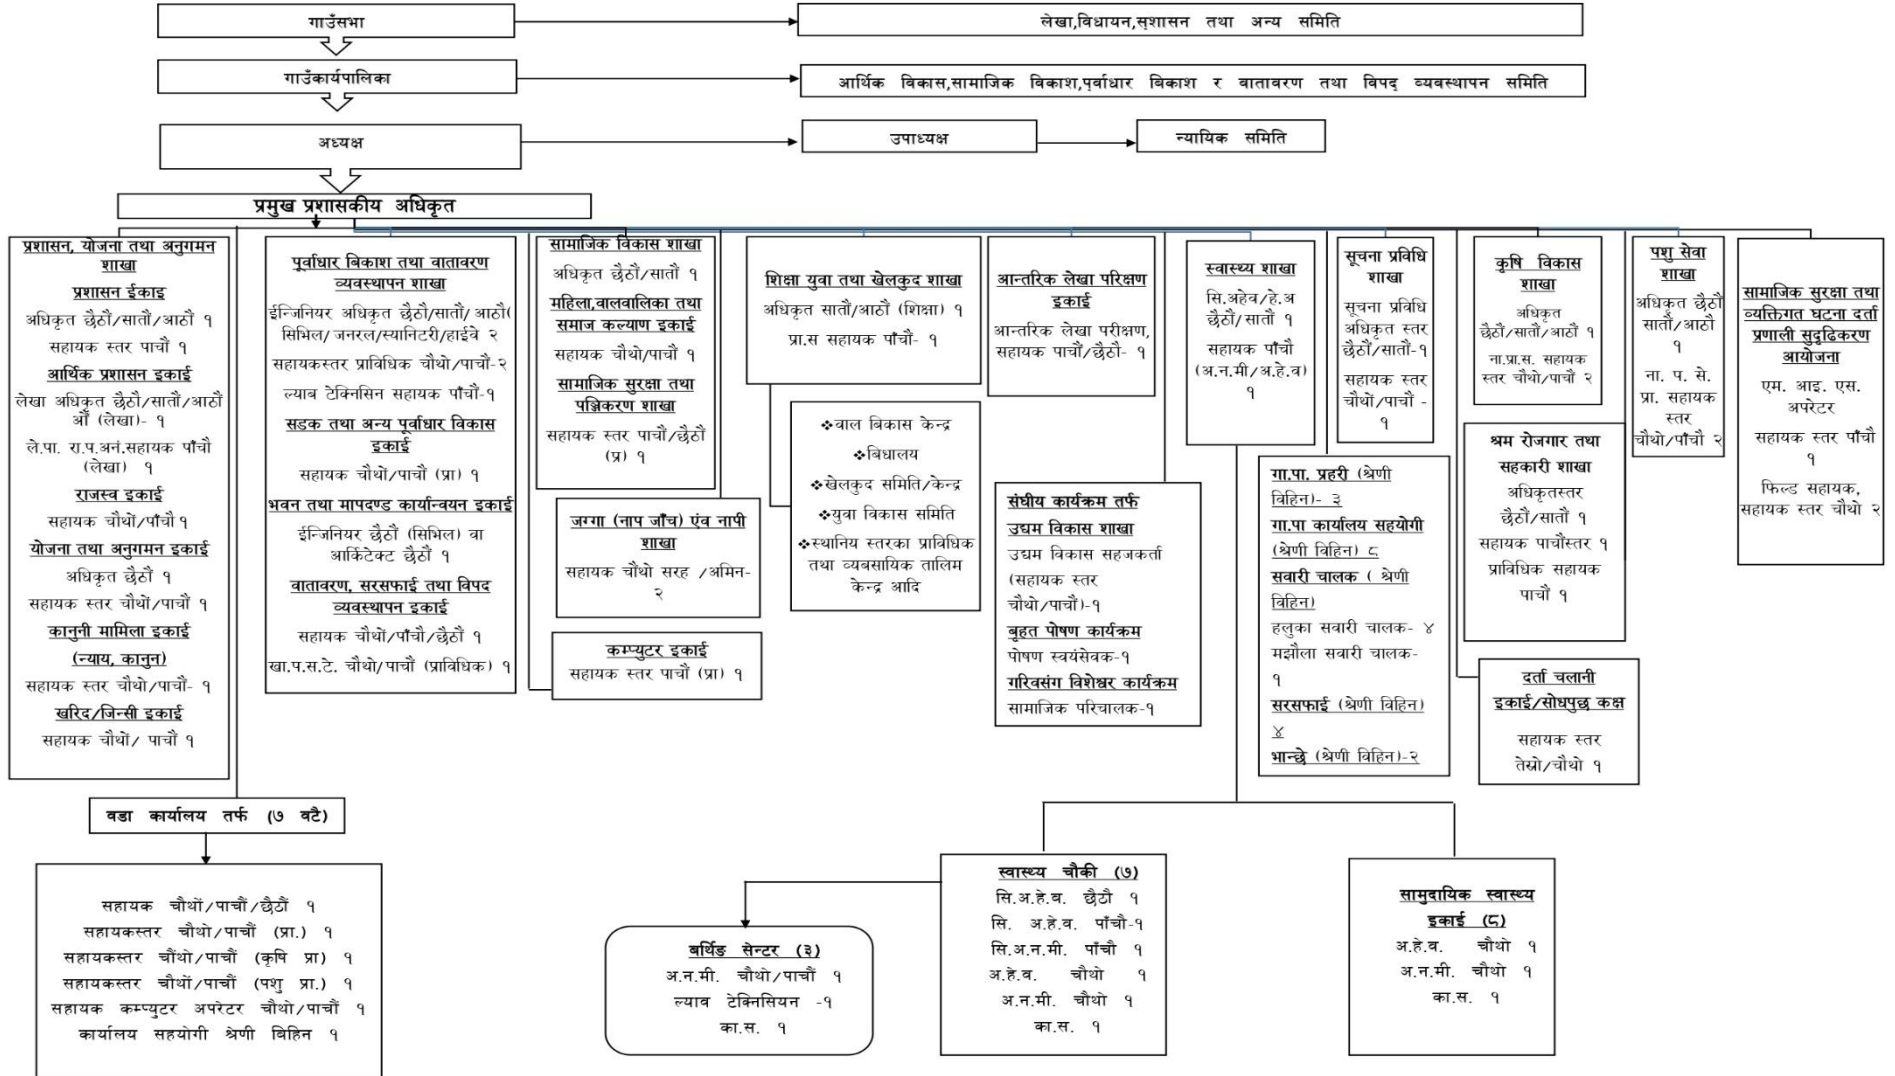 गाउँसभा
लेखा,विधायन,सुशासन तथा अन्य समिति
गाउँकार्यपालिका
आर्थिक विकास,सामाजिक विकाश,पूर्वाधार बिकाश र वातावरण तथा विपद् व्यवस्थापन समिति
अध्यक्ष
उपाध्यक्ष
न्यायिक समिति
प्रमुख प्रशासकीय अधिकृत
प्रशासन, योजना तथा अनुगमन
शाखा
प्रशासन ईकाइ
अधिकृत छैठौं/सातौं/आठौं १
सहायक स्तर पाचौं १
आर्थिक प्रशासन इकाई
लेखा अधिकृत छैठौं/सातौं/आठौं
औं (लेखा)- १
ले.पा. रा.प.अनं.सहायक पाँचौ
(लेखा) १
राजस्व इकाई
सहायक चौथों/पाँचौ १
योजना तथा अनुगमन इकाई
अधिकृत छैठौं १
सहायक स्तर चौथों/पाचौं १
कानुनी मामिला इकाई
(न्याय, कानुन)
सहायक स्तर चौथो/पाचौं- १
खरिद/जिन्सी इकाई
सहायक चौथों/ पाचौं १
पूर्वाधार बिकाश तथा वातावरण
व्यवस्थापन शाखा
ईन्जिनियर अधिकृत छैठौं/सातौं/आठौं(
सिभिल/जनरल/स्यानिटरी/हाईवे २
सहायकस्तर प्राविधिक चौथो/पाचौं-२
ल्याब टेक्निसिन सहायक पाँचौं-१
सडक तथा अन्य पूर्वाधार विकास
इकाई
सहायक चौथों/पाचौं (प्रा) १
भवन तथा मापदण्ड कार्यान्वयन इकाई
ईन्जिनियर छैठौं (सिभिल) वा
आर्किटेक्ट छैठौं १
वातावरण, सरसफाई तथा विपद
व्यवस्थापन इकाई
सहायक चौथों/पाँचौं/छैठौं १
खा.प.स.टे. चौथो/पाचौं (प्राविधिक) १
सामाजिक विकास शाखा
अधिकृत छैठौं/सातौं १
महिला,वालवालिका तथा
समाज कल्याण इकाई
सहायक चौथो/पाचौं १
सामाजिक सुरक्षा तथा
पञ्जिकरण शाखा
सहायक स्तर पाचौं/छैठौं
(प्र) १
जग्गा (नाप जाँच) एंव नापी
शाखा
सहायक चौथो सरह /अमिन-
२
कम्प्युटर इकाई
सहायक स्तर पाचौं (प्रा) १
शिक्षा युवा तथा खेलकुद शाखा
अधिकृत सातौं/आठौं (शिक्षा) १
प्रा.स सहायक पाँचौं- १
❖वाल बिकास केन्द्र
❖बिधालय
❖खेलकुद समिति/केन्द्र
❖युवा विकास समिति
❖स्थानिय स्तरका प्राविधिक
तथा व्यबसायिक तालिम
केन्द्र आदि
आन्तरिक लेखा परिक्षण
इकाई
आन्तरिक लेखा परीक्षण,
सहायक पाचौं/छैठौ- १
संघीय कार्यक्रम तर्फ
उद्यम विकास शाखा
उद्यम विकास सहजकर्ता
(सहायक स्तर
चौथो/पाचौं)-१
बृहत पोषण कार्यक्रम
पोषण स्वयंसेवक-१
गरिवसंग विशेश्वर कार्यक्रम
सामाजिक परिचालक-१
स्वास्थ्य शाखा
सि.अहेव/हे.अ
छैठौं/सातौं १
सहायक पाँचौ
(अ.न.मी/अ.हे.व)
१
सूचना प्रविधि
शाखा
सूचना प्रविधि
अधिकृत स्तर
छैठौं/सातौं-१
सहायक स्तर
चौथों/पाचौं -
१
गा.पा. प्रहरी (श्रेणी
विहिन)- ३
गा.पा कार्यालय सहयोगी
(श्रेणी विहिन) ८
सवारी चालक ( श्रेणी
विहिन)
हलुका सवारी चालक- ४
मझौला सवारी चालक-
१
सरसफाई (श्रेणी विहिन)
४
भान्छे (श्रेणी विहिन)-२
कृषि विकास
शाखा
अधिकृत
छैठौं/सातौं/आठौं १
ना.प्रा.स. सहायक
स्तर चौथो/पाचौं २
श्रम रोजगार तथा
सहकारी शाखा
अधिकृतस्तर
छैठौं/सातौं १
सहायक पाचौंस्तर १
प्राविधिक सहायक
पाचौं १
दर्ता चलानी
इकाई/सोधपुछ कक्ष
सहायक स्तर
तेस्रो/चौथो १
पशु सेवा
शाखा
अधिकृत छैठौं
सातौं/आठौं
१
ना. प. से.
प्रा. सहायक
स्तर
चौथो/पाँचौ २
सामाजिक सुरक्षा तथा
व्यक्तिगत घटना दर्ता
प्रणाली सुदृढिकरण
आयोजना
एम. आइ. एस.
अपरेटर
सहायक स्तर पाँचौ
१
फिल्ड सहायक,
सहायक स्तर चौथो २
वडा कार्यालय तर्फ (७ वटै)
सहायक चौथों/पाचौं/छैठौं १
सहायकस्तर चौथो/पाचौं (प्रा.) १
सहायकस्तर चौंथो/पाचौं (कृषि प्रा) १
सहायकस्तर चौथों/पाचौं (पशु प्रा.) १
सहायक कम्प्युटर अपरेटर चौथो/पाचौं १
कार्यालय सहयोगी श्रेणी बिहिन १
बर्थिङ सेन्टर (३)
अ.न.मी. चौथो/पाचौं १
ल्याव टेक्निसियन -१
का.स. १
स्वास्थ्य चौकी (७)
सि.अ.हे.ब. छैठौ १
सि. अ.हे.व. पाँचौ-१
सि.अ.न.मी. पाँचौ १
अ.हे.व. चौथो १
अ.न.मी. चौथो १
का.स. १
सामुदायिक स्वास्थ्य
इकाई (८)
अ.हे.ब. चौथो १
अ.न.मी. चौथो १
का.स. १